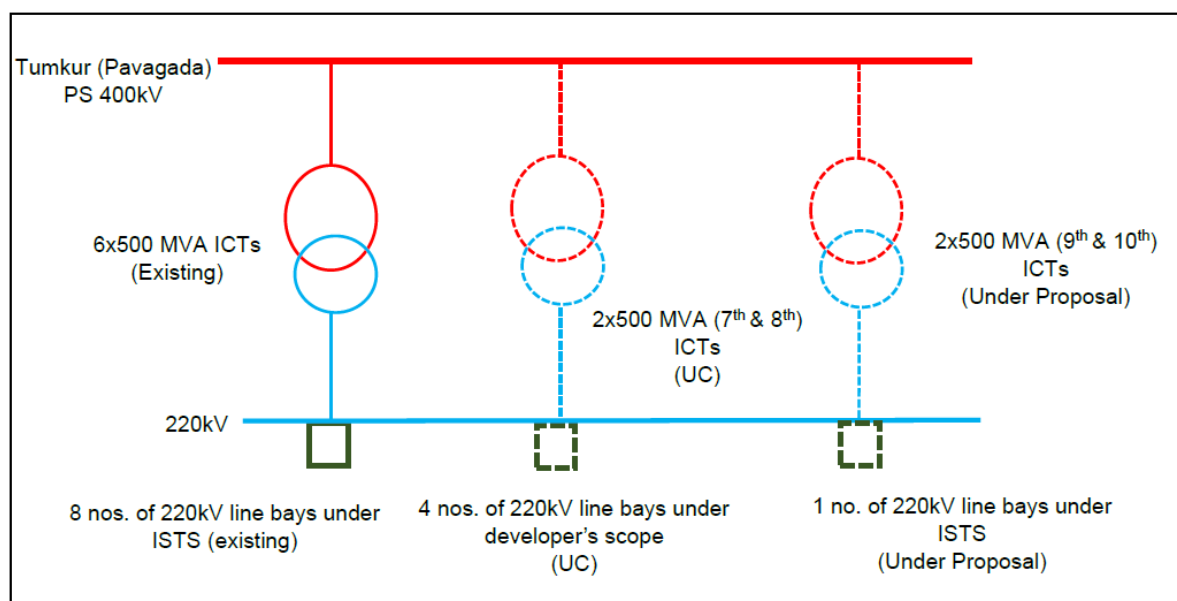 Tumkur (Pavagada)
PS 400kV
6x500 MVA ICTs
(Existing)
2x500 MVA (7th & 8th)
ICTs
(UC)
2x500 MVA (9th & 10th)
ICTs
(Under Proposal)
220kV
8 nos. of 220kV line bays under
ISTS (existing)
4 nos. of 220kV line bays under
developer's scope
(UC)
1 no. of 220kV line bays under
ISTS
(Under Proposal)